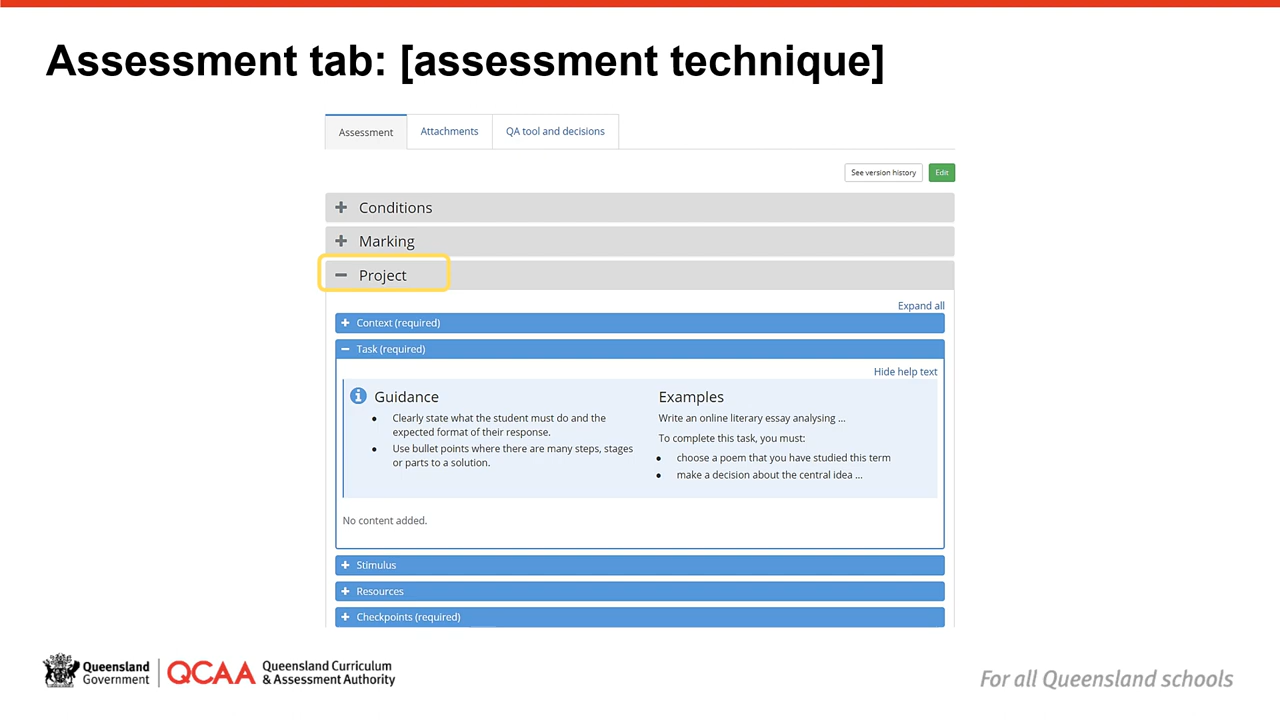 Assessment tab: [assessment technique]
Assessment
Attachments
QA tool and decisions
See version history
Edit
Conditions
Marking
Project
Expand all
Context (required)
Task (required)
Hide help text
Guidance
• Clearly state what the student must do and the
expected format of their response.
• Use bullet points where there are many steps, stages
or parts to a solution.
Examples
Write an online literary essay analysing ...
To complete this task, you must:
• choose a poem that you have studied this term
• make a decision about the central idea ...
No content added.
Stimulus
Resources
Checkpoints (required)
Queensland
Government
QCAA
Queensland Curriculum
& Assessment Authority
For all Queensland schools